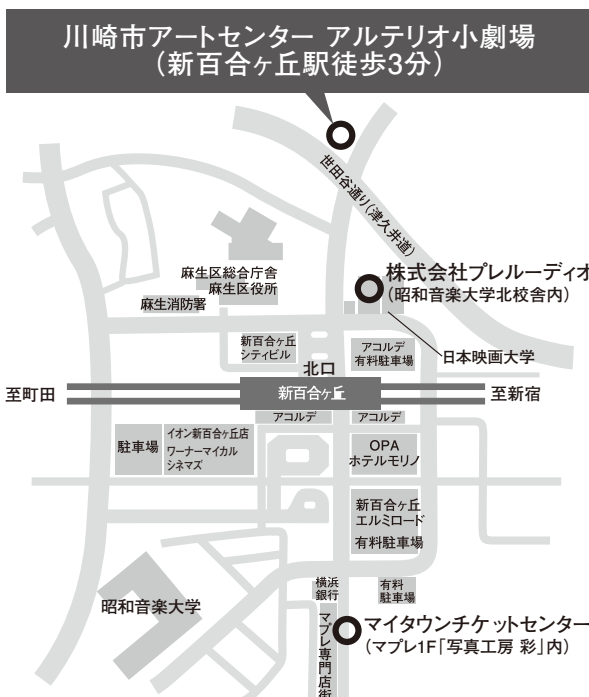 川崎市アートセンター アルテリオ小劇場
（新百合ヶ丘駅徒歩3分）
世田谷通り（津久井道）
麻生区総合庁舎
麻生区役所
麻生消防署
株式会社プレルーディオ
（昭和音楽大学北校舎内）
新百合ヶ丘
シティビル
アコルデ
有料駐車場
日本映画大学
北口
至町田
新百合ヶ丘
至新宿
アコルデ
アコルデ
駐車場
イオン新百合ヶ丘店
ワーナーマイカル
シネマズ
OPA
ホテルモリノ
新百合ヶ丘
エルミロード
有料駐車場
横浜
銀行
有料
駐車場
昭和音楽大学
マプレ専門店街
マイタウンチケットセンター
（マプレ1F「写真工房 彩」内）